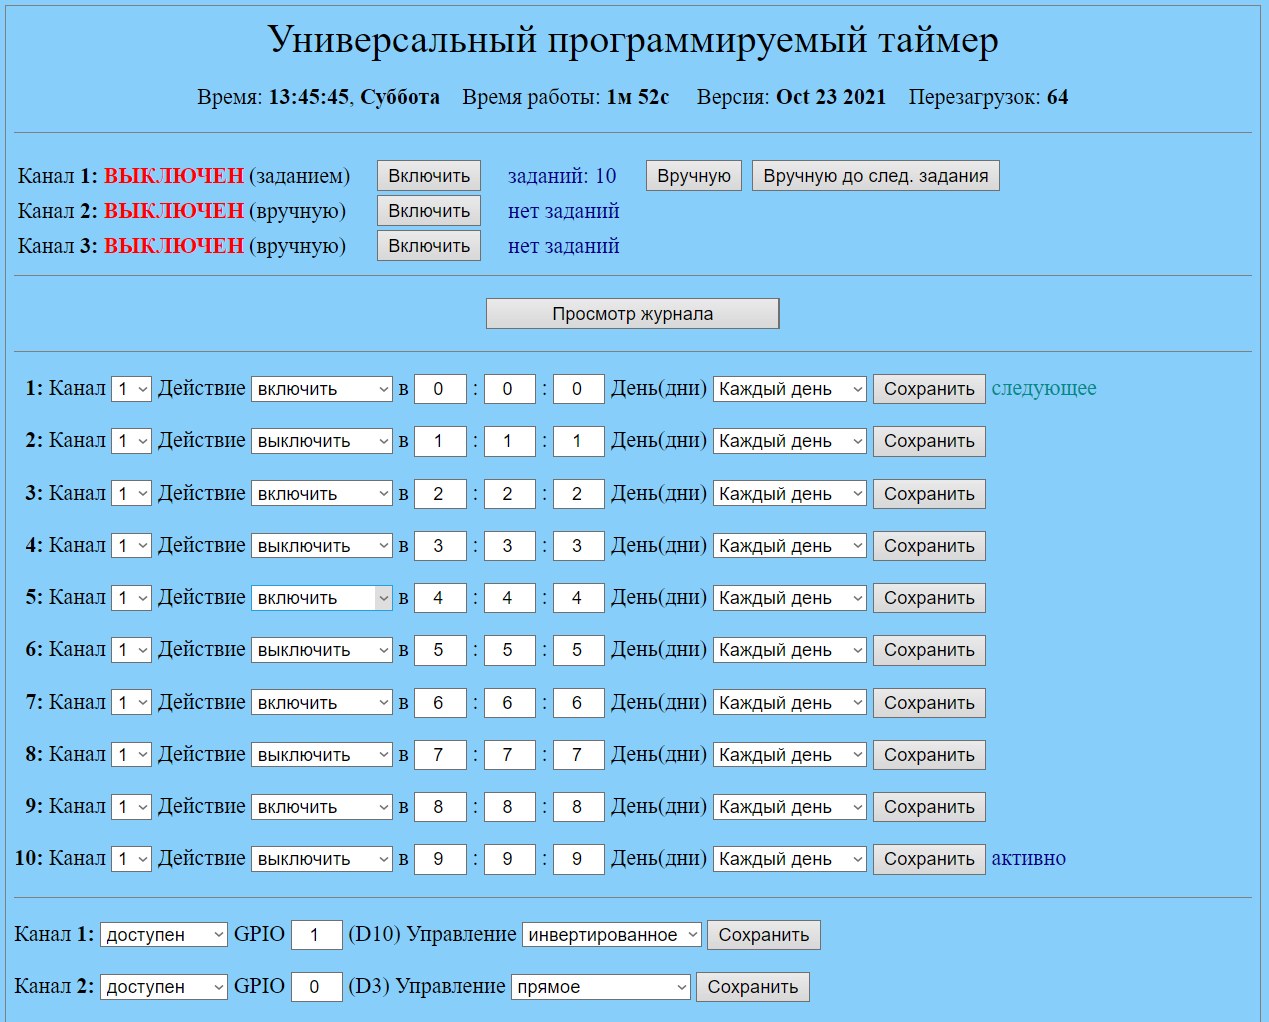 Универсальный программируемый таймер
Время: 13:45:45, Суббота Время работы: 1м 52с Версия: Oct 23 2021 Перезагрузок: 64
Канал 1: ВЫКЛЮЧЕН (заданием) Включить заданий: 10 Вручную Вручную до след. задания
Канал 2: ВЫКЛЮЧЕН (вручную) Включить нет заданий
Канал 3: ВЫКЛЮЧЕН (вручную) Включить нет заданий
Просмотр журнала
1: Канал 1 Действие включить в 0 : 0 : 0 День(дни) Каждый день Сохранить следующее
2: Канал 1 Действие выключить в 1 : 1 : 1 День(дни) Каждый день Сохранить
3: Канал 1 Действие включить в 2 : 2 : 2 День(дни) Каждый день Сохранить
4: Канал 1 Действие выключить в 3 : 3 : 3 День(дни) Каждый день Сохранить
5: Канал 1 Действие включить в 4 : 4 : 4 День(дни) Каждый день Сохранить
6: Канал 1 Действие выключить в 5 : 5 : 5 День(дни) Каждый день Сохранить
7: Канал 1 Действие включить в 6 : 6 : 6 День(дни) Каждый день Сохранить
8: Канал 1 Действие выключить в 7 : 7 : 7 День(дни) Каждый день Сохранить
9: Канал 1 Действие включить в 8 : 8 : 8 День(дни) Каждый день Сохранить
10: Канал 1 Действие выключить в 9 : 9 : 9 День(дни) Каждый день Сохранить активно
Канал 1: доступен GPIO 1 (D10) Управление инвертированное Сохранить
Канал 2: доступен GPIO 0 (D3) Управление прямое Сохранить